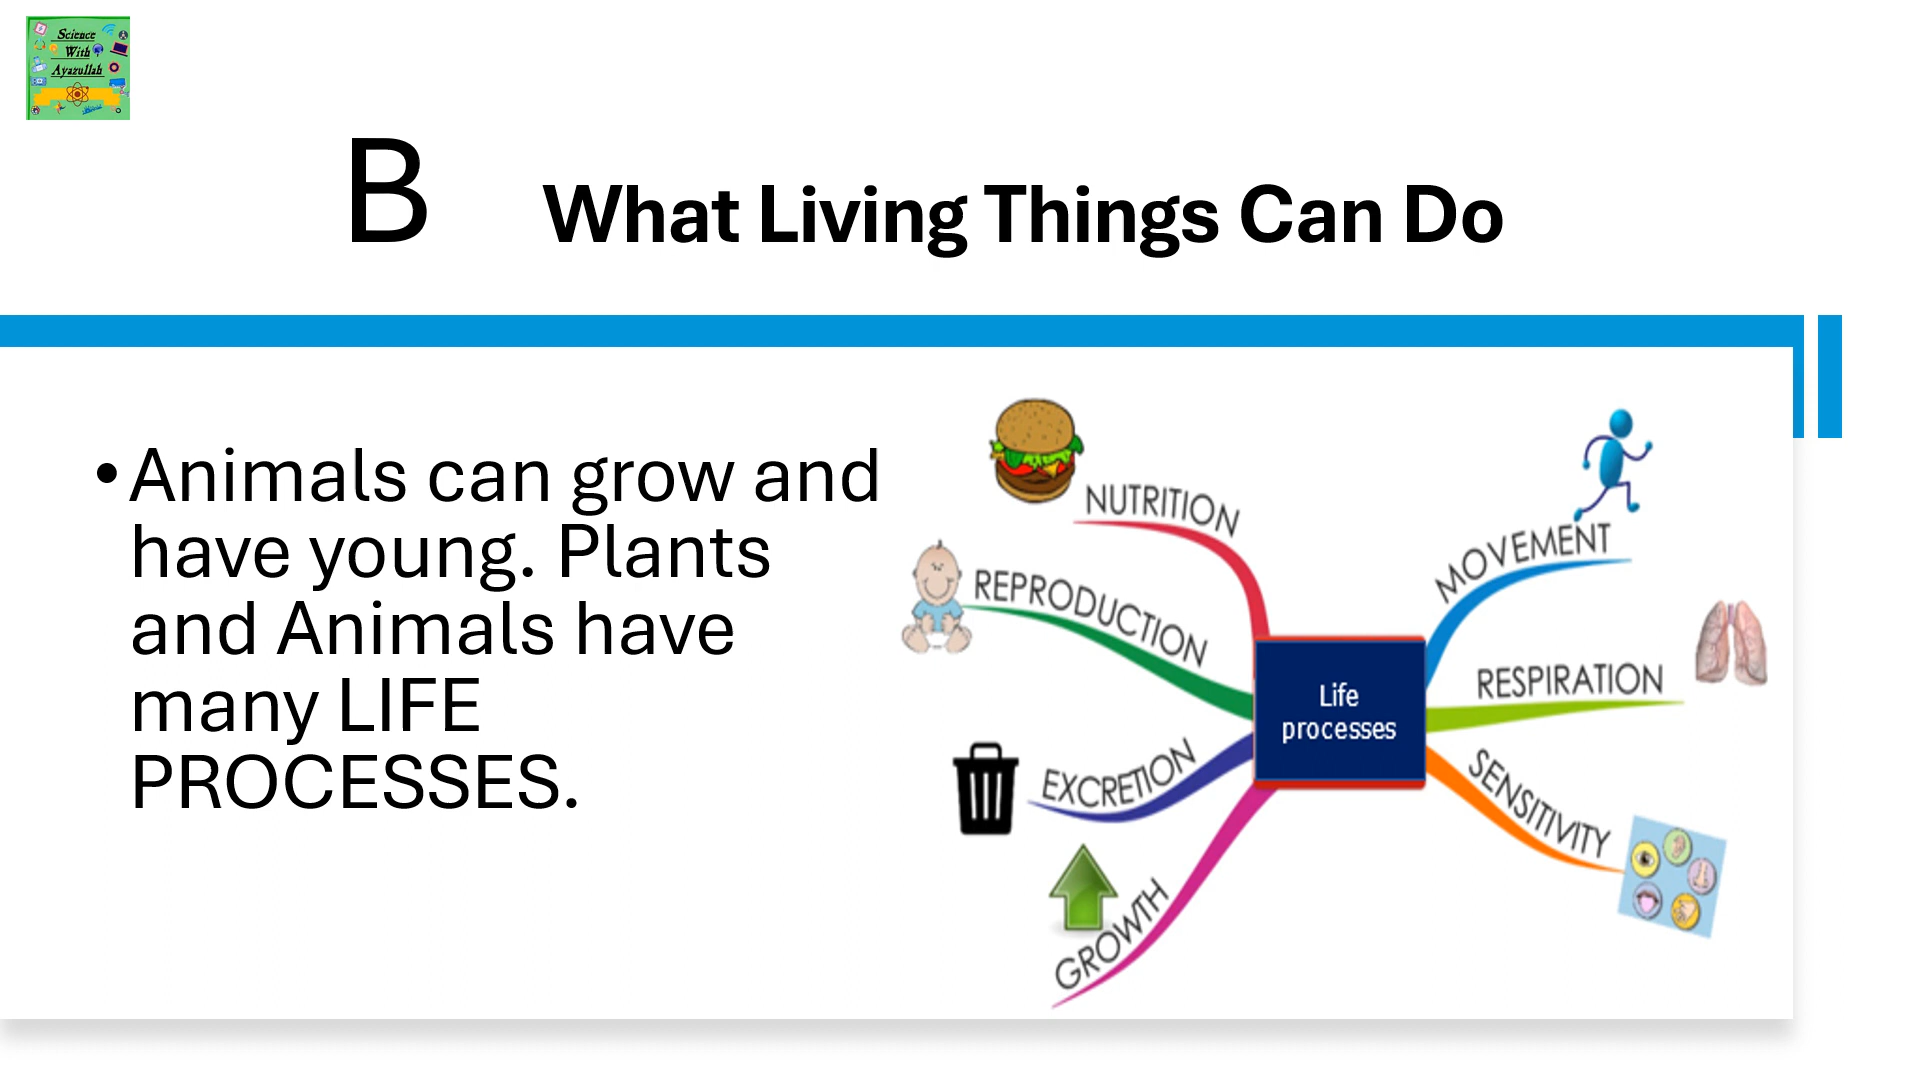 Science
With
Ayazullah
B What Living Things Can Do
•Animals can grow and
have young. Plants
and Animals have
many LIFE
PROCESSES.
NUTRITION
REPRODUCTION
EXCRETION
GROWTH
Life
processes
MOVEMENT
RESPIRATION
SENSITIVITY